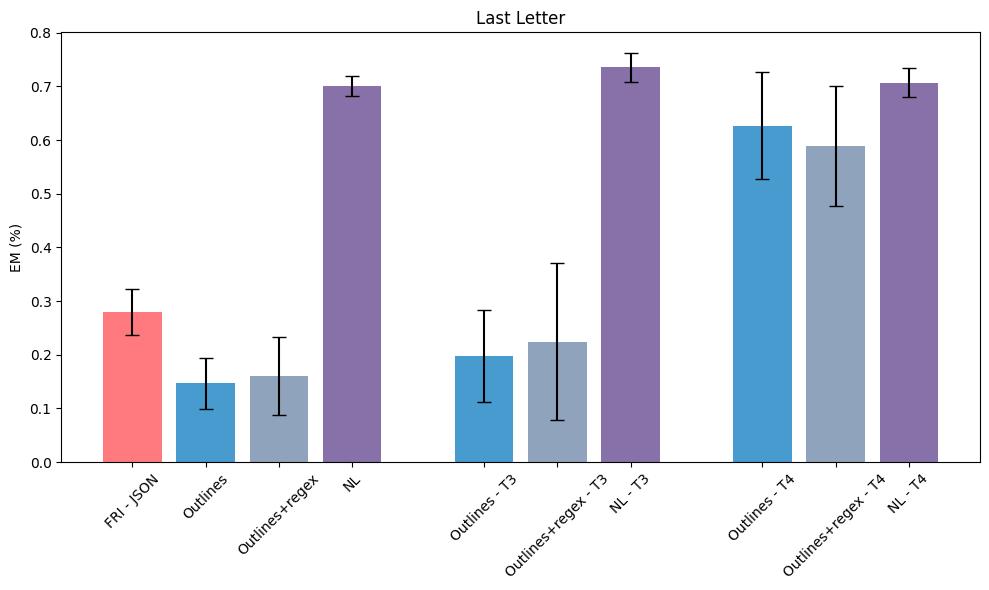 Last Letter
EM (%)
0.8
0.7
0.6
0.5
0.4
0.3
0.2
0.1
0.0
FRI - JSON
Outlines
Outlines+regex
NL
Outlines - T3
Outlines+regex - T3
NL - T3
Outlines - T4
Outlines+regex - T4
NL - T4